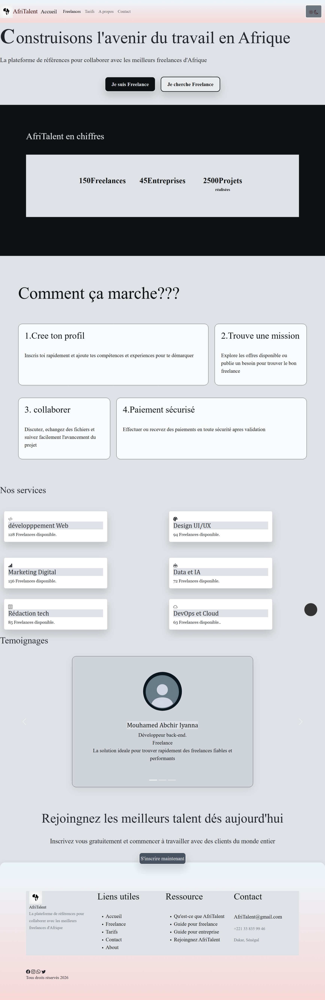 AfriTalent Accueil Freelances Tarifs A propos Contact
Construisons l'avenir du travail en Afrique
La plateforme de références pour collaborer avec les meilleurs freelances d'Afrique
Je suis Freelance Je cherche Freelance
AfriTalent en chiffres
150Freelances 45Entreprises 2500Projets
réalisées
Comment ça marche???
1.Cree ton profil
Inscris toi rapidement et ajoute tes compétences et experiences pour te démarquer
2.Trouve une mission
Explore les offres disponible ou
publie un besoin pour trouver le bon
freelance
3. collaborer
Discutez, echangez des fichiers et
suivez facilement l'avancement du
projet
4.Paiement sécurisé
Effectuer ou recevez des paiements en toute sécurité apres validation
Nos services
développpement Web
128 Freelances disponible.
Design UI/UX
94 Freelances disponible.
Marketing Digital
156 Freelances disponible.
Data et IA
72 Freelances disponible.
Rédaction tech
85 Freelances disponible.
DevOps et Cloud
63 Freelances disponible..
Temoignages
Mouhamed Abchir Iyanna
Développeur back-end.
Freelance
La solution ideale pour trouver rapidement des freelances fiables et
performants
Rejoingnez les meilleurs talent dés aujourd'hui
Inscrivez vous gratuitement et commencer à travailler avec des clients du monde entier
S'inscrire maintenant
AfriTalent
La plateforme de références pour
collaborer avec les meilleurs
freelances d'Afrique
Liens utiles
Accueil
Freelance
Tarifs
Contact
About
Ressource
Qu'est-ce que AfriTalent
Guide pour freelance
Guide pour entreprise
Rejoingnez AfriTalent
Contact
AfriTalent@gmail.com
+221 33 835 99 46
Dakar, Sénégal
Tous droits réservés 2026